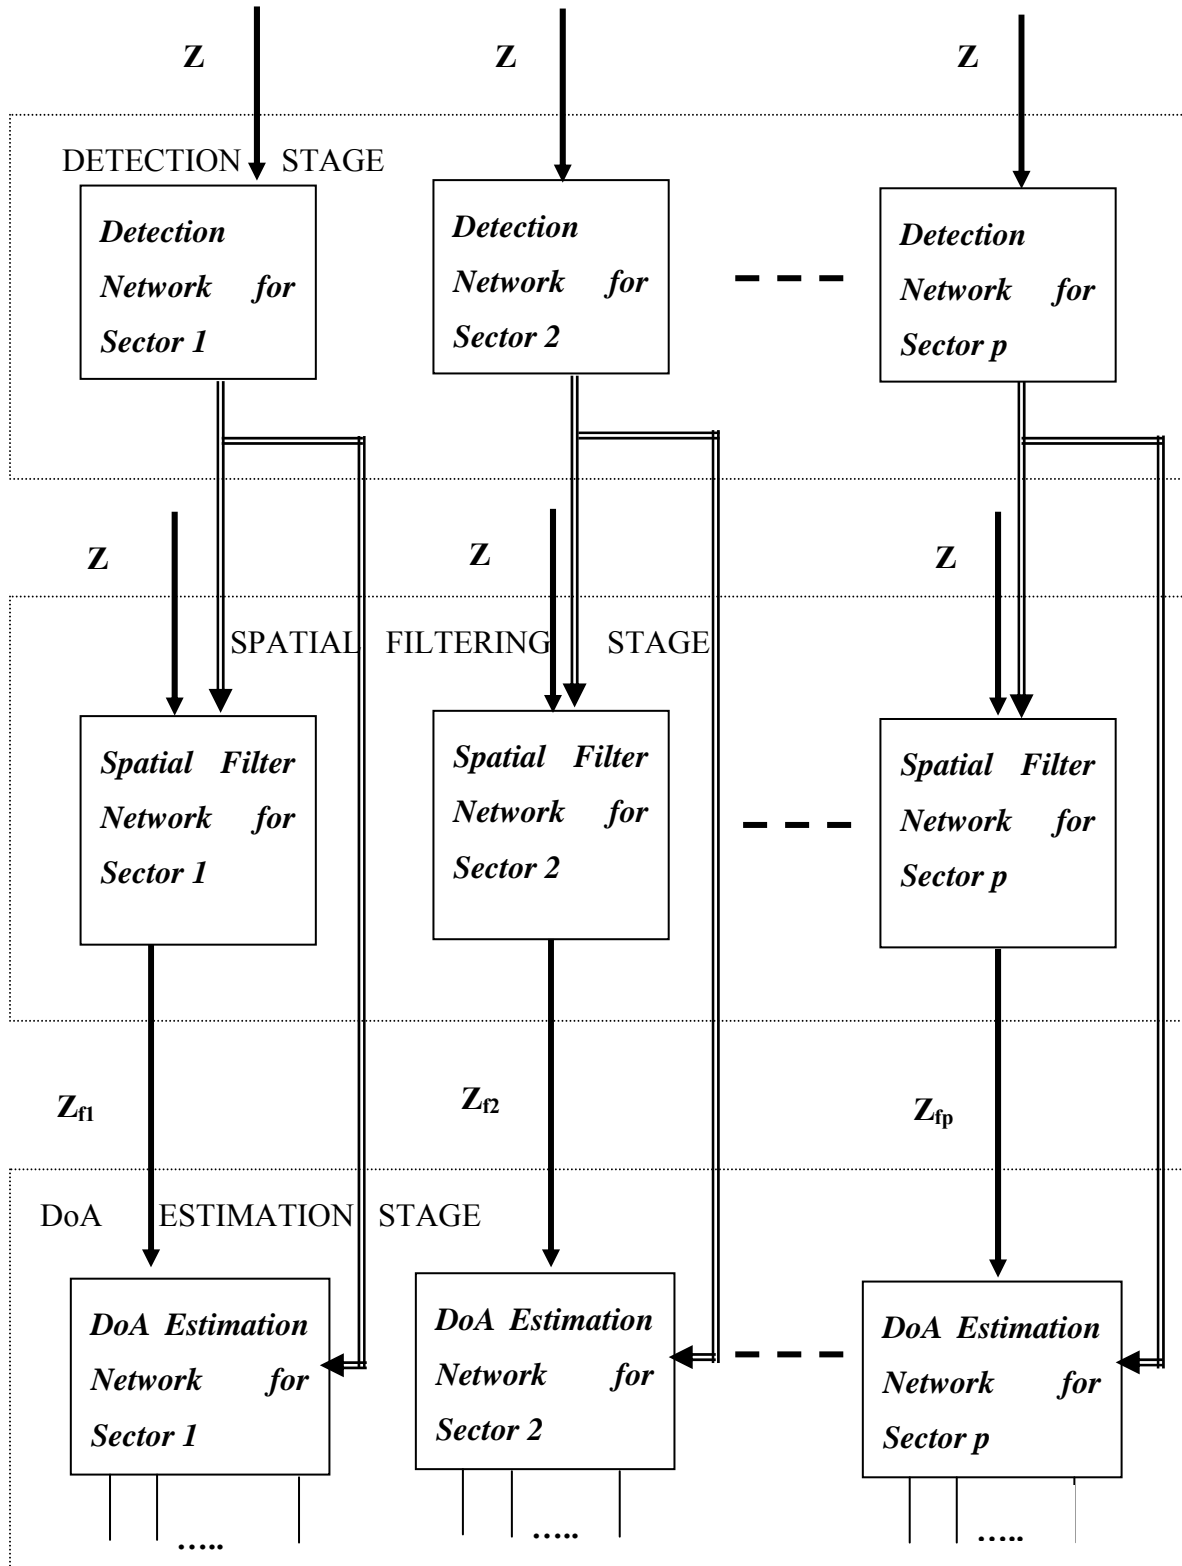 Z Z Z
DETECTION STAGE
Detection
Network for
Sector 1
Detection
Network for
Sector 2
Detection
Network for
Sector p
Z Z Z
SPATIAL FILTERING STAGE
Spatial Filter
Network for
Sector 1
Spatial Filter
Network for
Sector 2
Spatial Filter
Network for
Sector p
Zf1 Zf2 Zfp
DoA ESTIMATION STAGE
DoA Estimation
Network for
Sector 1
DoA Estimation
Network for
Sector 2
DoA Estimation
Network for
Sector p
..... ..... .....